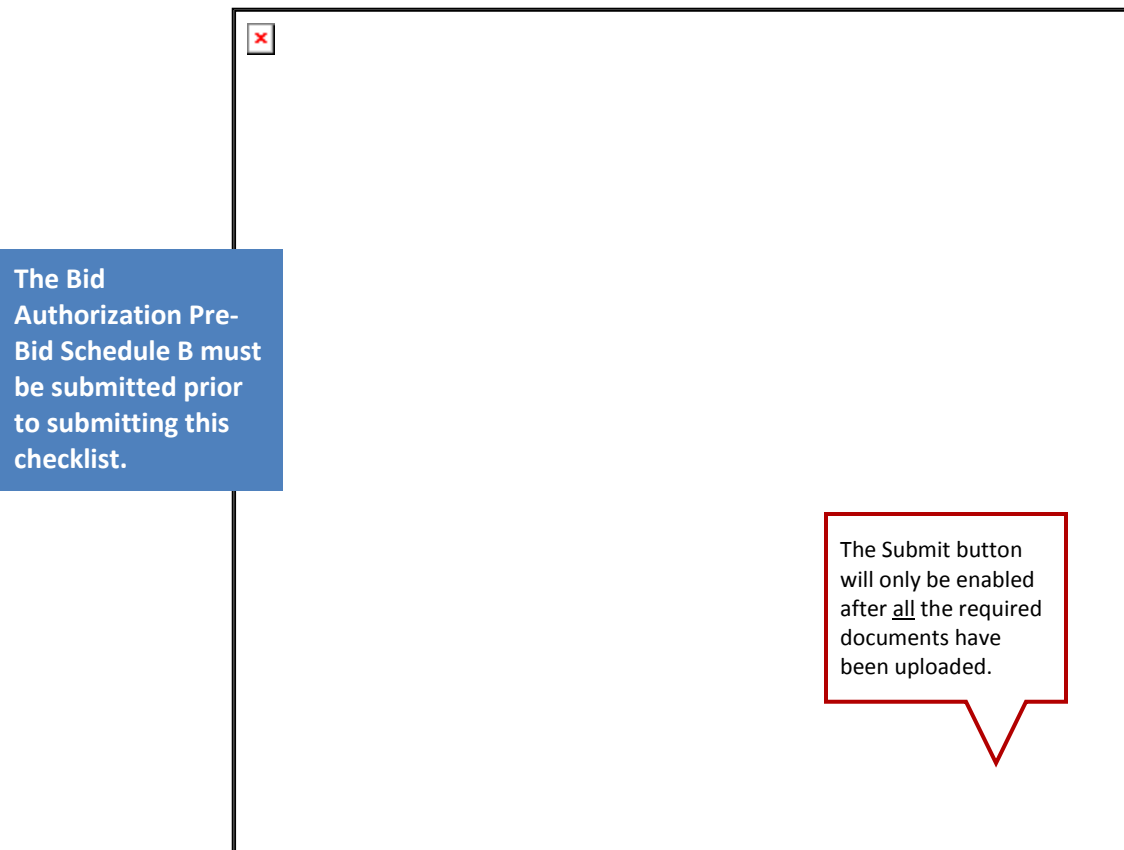 The Bid
Authorization Pre-
Bid Schedule B must
be submitted prior
to submitting this
checklist.
The Submit button
will only be enabled
after all the required
documents have
been uploaded.